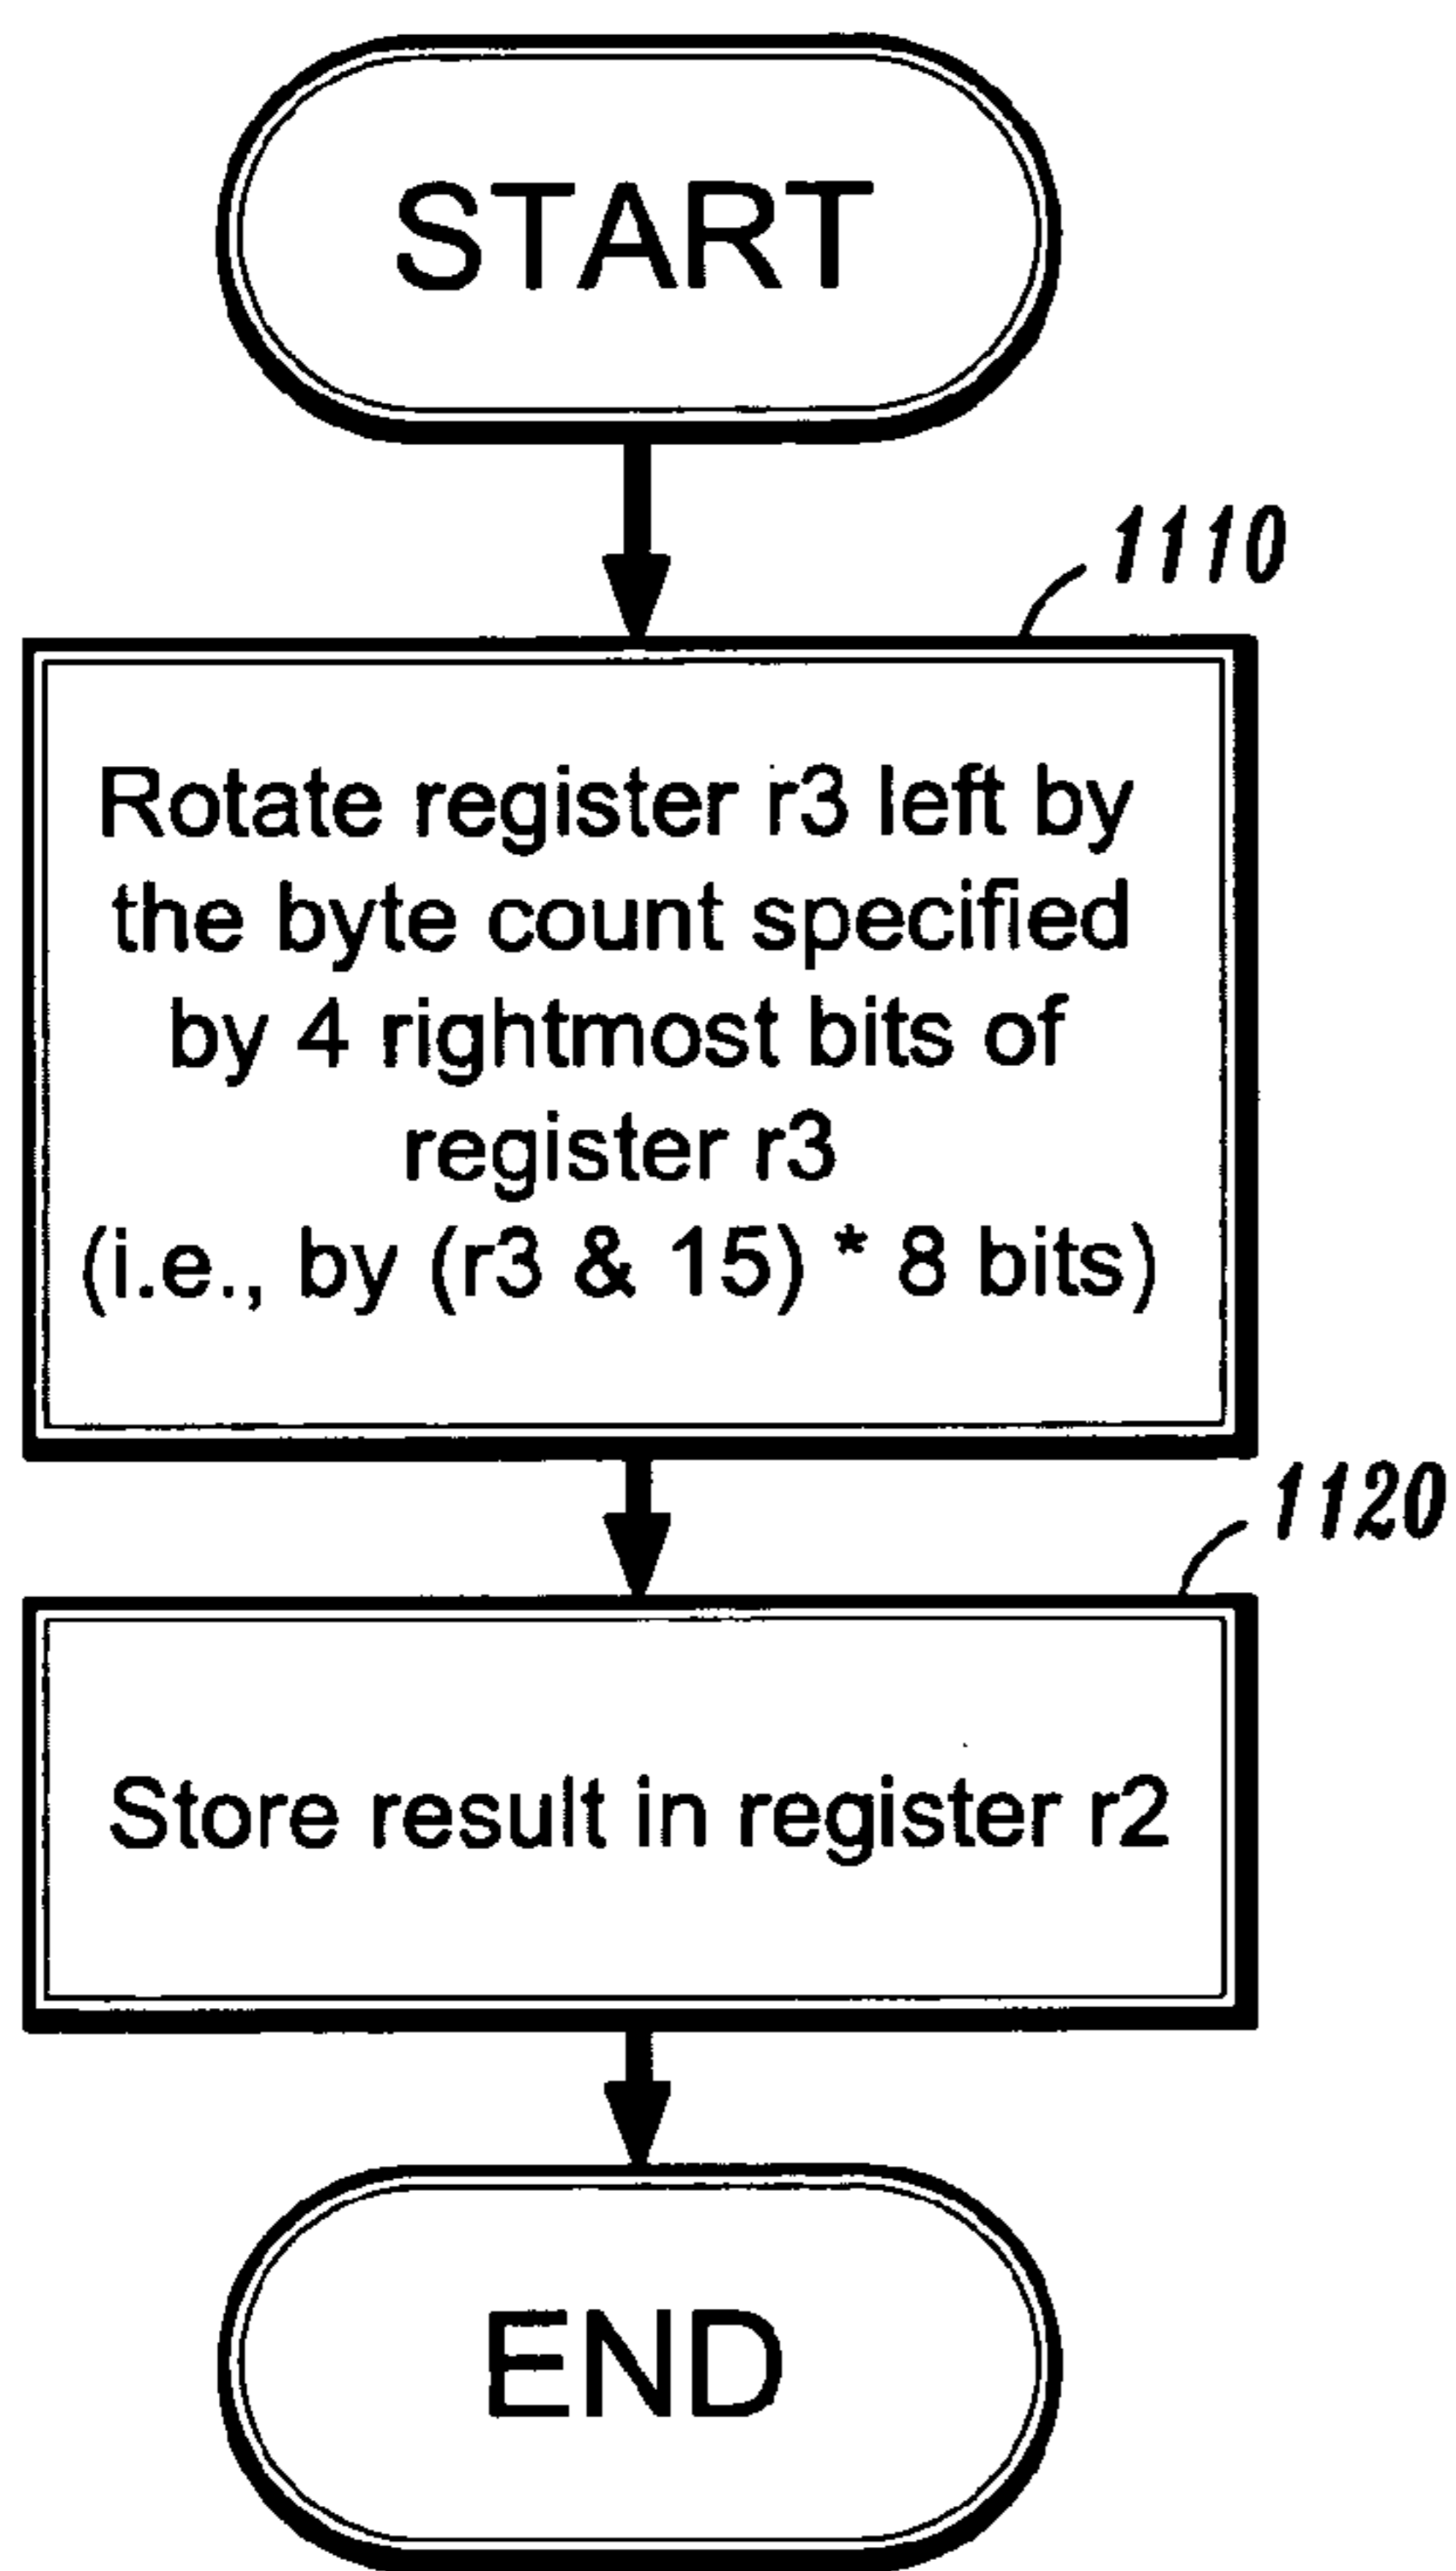 START
1110
Rotate register r3 left by
the byte count specified
by 4 rightmost bits of
register r3
(i.e., by (r3 & 15) * 8 bits)
1120
Store result in register r2
END